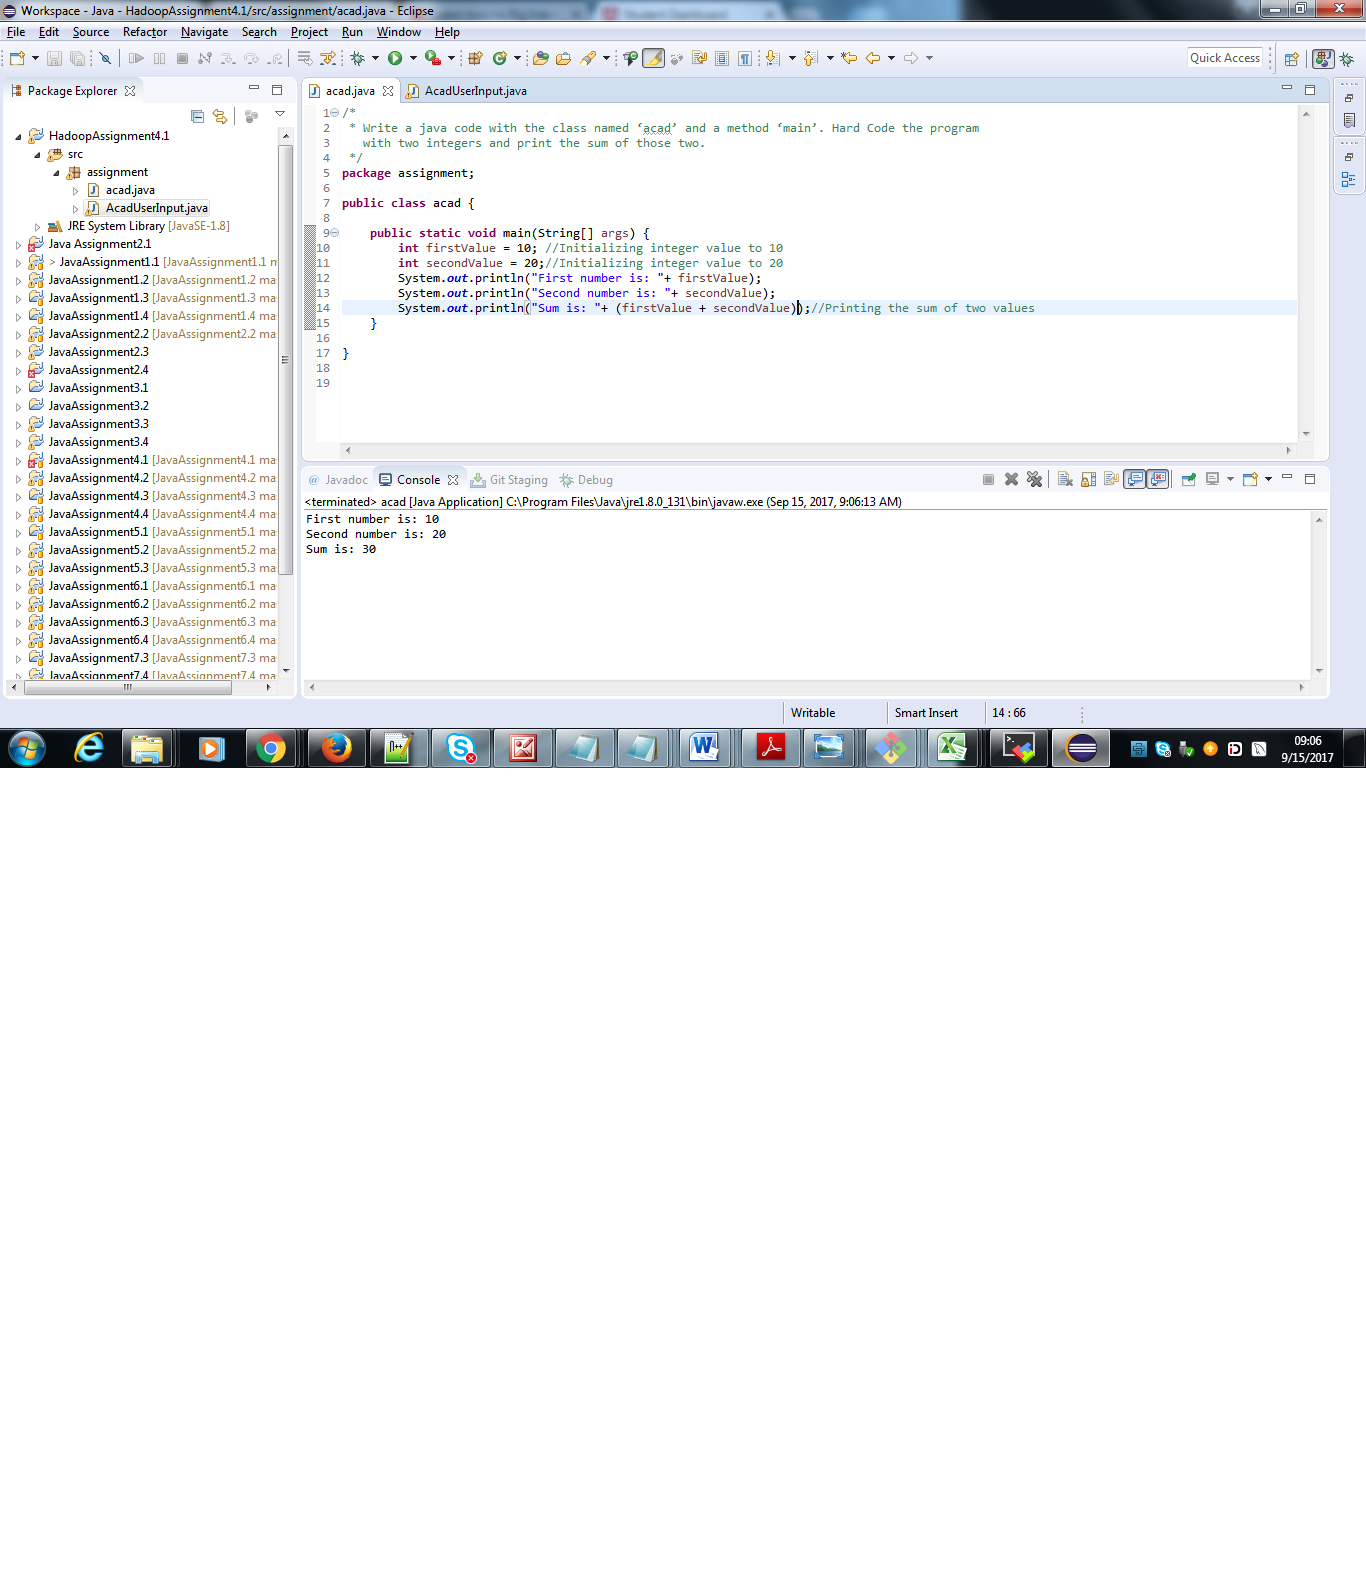 Workspace - Java - HadoopAssignment4.1/src/assignment/acad.java - Eclipse
File Edit Source Refactor Navigate Search Project Run Window Help
Quick Access
Package Explorer
HadoopAssignment4.1
src
assignment
acad.java
AcadUserInput.java
JRE System Library [JavaSE-1.8]
Java Assignment2.1
> JavaAssignment1.1 [JavaAssignment1.1 m
JavaAssignment1.2 [JavaAssignment1.2 ma
JavaAssignment1.3 [JavaAssignment1.3 ma
JavaAssignment1.4 [JavaAssignment1.4 ma
JavaAssignment2.2 [JavaAssignment2.2 ma
JavaAssignment2.3
JavaAssignment2.4
JavaAssignment3.1
JavaAssignment3.2
JavaAssignment3.3
JavaAssignment3.4
JavaAssignment4.1 [JavaAssignment4.1 ma
JavaAssignment4.2 [JavaAssignment4.2 ma
JavaAssignment4.3 [JavaAssignment4.3 ma
JavaAssignment4.4 [JavaAssignment4.4 ma
JavaAssignment5.1 [JavaAssignment5.1 ma
JavaAssignment5.2 [JavaAssignment5.2 ma
JavaAssignment5.3 [JavaAssignment5.3 ma
JavaAssignment6.1 [JavaAssignment6.1 ma
JavaAssignment6.2 [JavaAssignment6.2 ma
JavaAssignment6.3 [JavaAssignment6.3 ma
JavaAssignment6.4 [JavaAssignment6.4 ma
JavaAssignment7.3 [JavaAssignment7.3 ma
JavaAssignment7.4 [JavaAssignment7.4 ma
acad.java AcadUserInput.java
1 /*
2 * Write a java code with the class named ‘acad’ and a method ‘main’. Hard Code the program
3 with two integers and print the sum of those two.
4 */
5 package assignment;
6
7 public class acad {
8
9 public static void main(String[] args) {
10 int firstValue = 10; //Initializing integer value to 10
11 int secondValue = 20;//Initializing integer value to 20
12 System.out.println("First number is: "+ firstValue);
13 System.out.println("Second number is: "+ secondValue);
14 System.out.println("Sum is: "+ (firstValue + secondValue));//Printing the sum of two values
15 }
16
17 }
18
19
@ Javadoc Console Git Staging Debug
<terminated> acad [Java Application] C:\Program Files\Java\jre1.8.0_131\bin\javaw.exe (Sep 15, 2017, 9:06:13 AM)
First number is: 10
Second number is: 20
Sum is: 30
Writable Smart Insert 14 : 66
09:06
9/15/2017